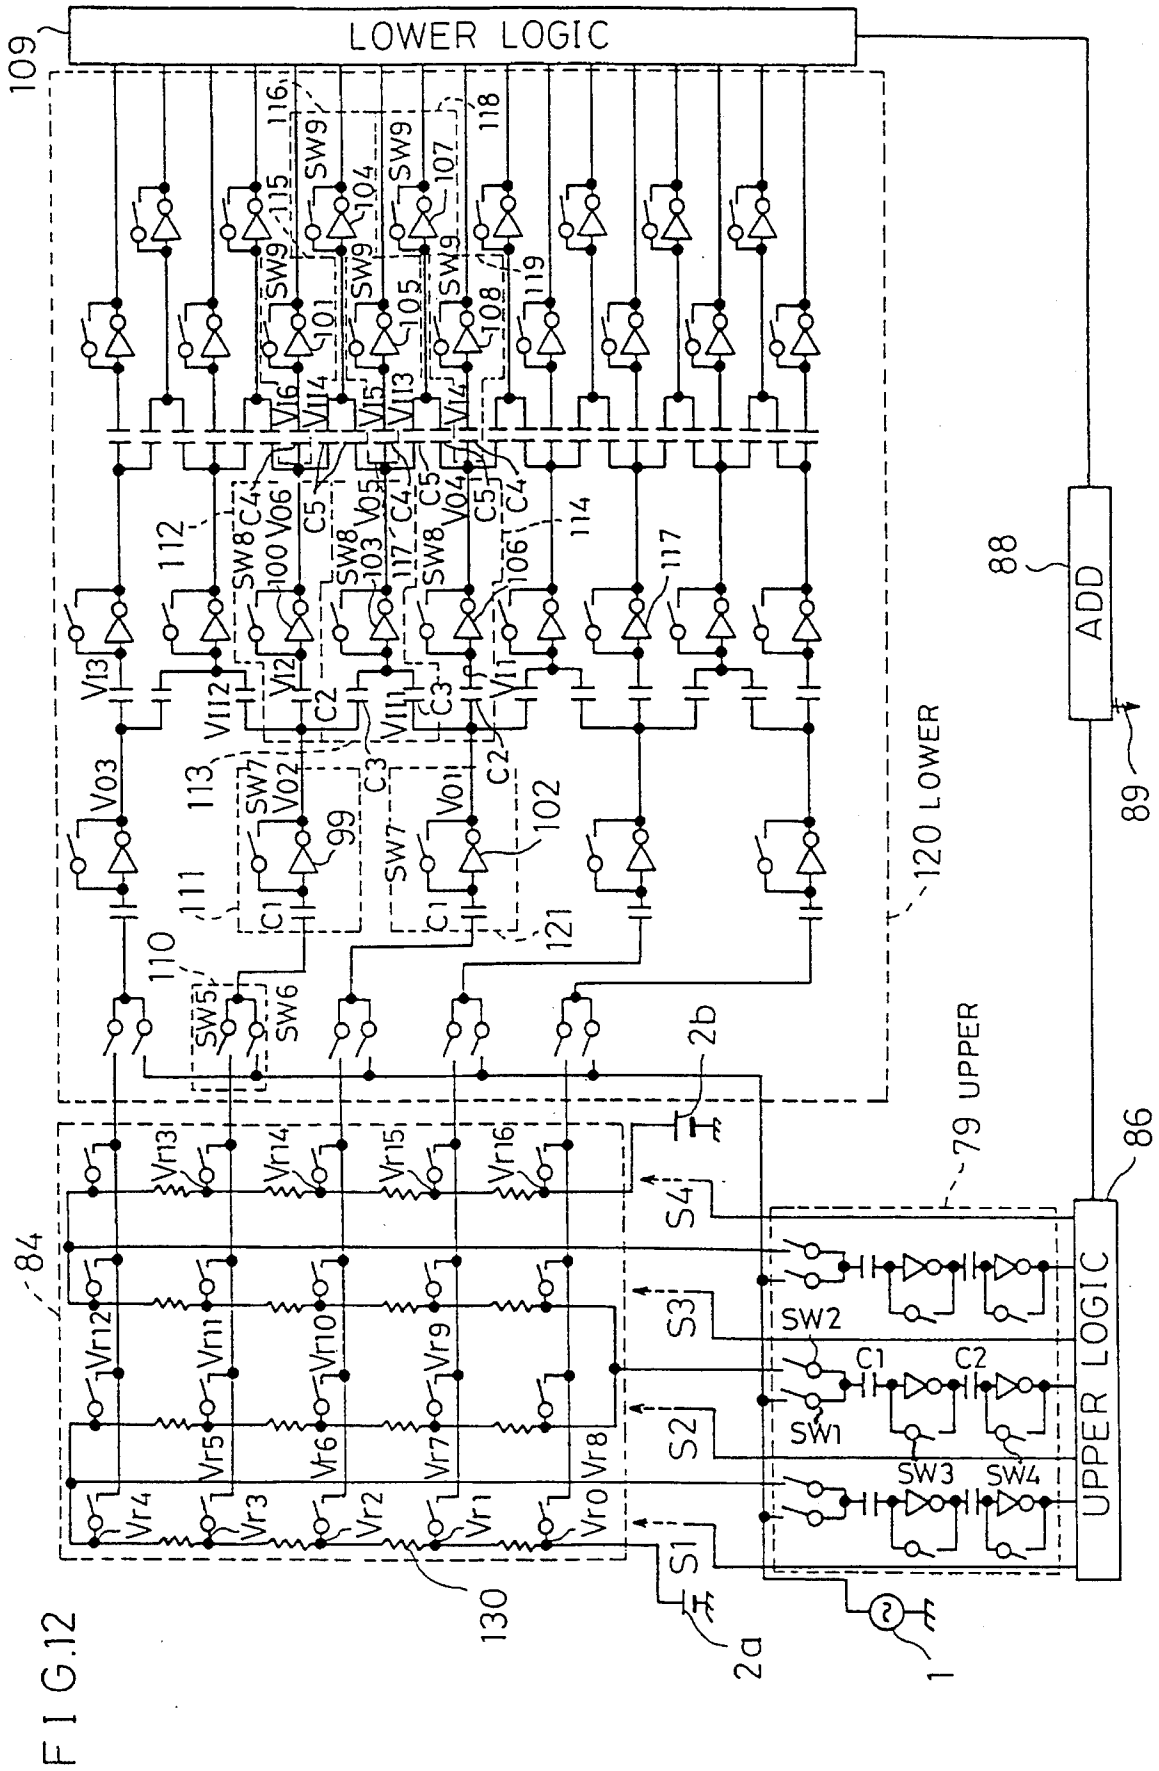 FIG.12
84
Vr4
Vr3
Vr2
Vr1
Vr0
Vr5
Vr6
Vr7
Vr8
Vr12
Vr11
Vr10
Vr9
Vr13
Vr14
Vr15
Vr16
130
2a
2b
S1
S2
S3
S4
1
79 UPPER
SW1
SW2
C1
C2
SW3
SW4
UPPER LOGIC
86
ADD
88
89
120 LOWER
110
SW5
SW6
111
C1
SW7
99
C1
SW7
102
121
V03
V02
V01
113
C3
C2
VI3
VII2
VI2
C2
VII1
C3
VI1
112
SW8
100
SW8
103
117
SW8
106
114
117
C4
V06
C5
V05
C4
C5
V04
C5
C4
VI6
VII4
VI5
VII3
VI4
SW9
101
SW9
105
SW9
108
115
119
116
SW9
104
SW9
107
118
LOWER LOGIC
109